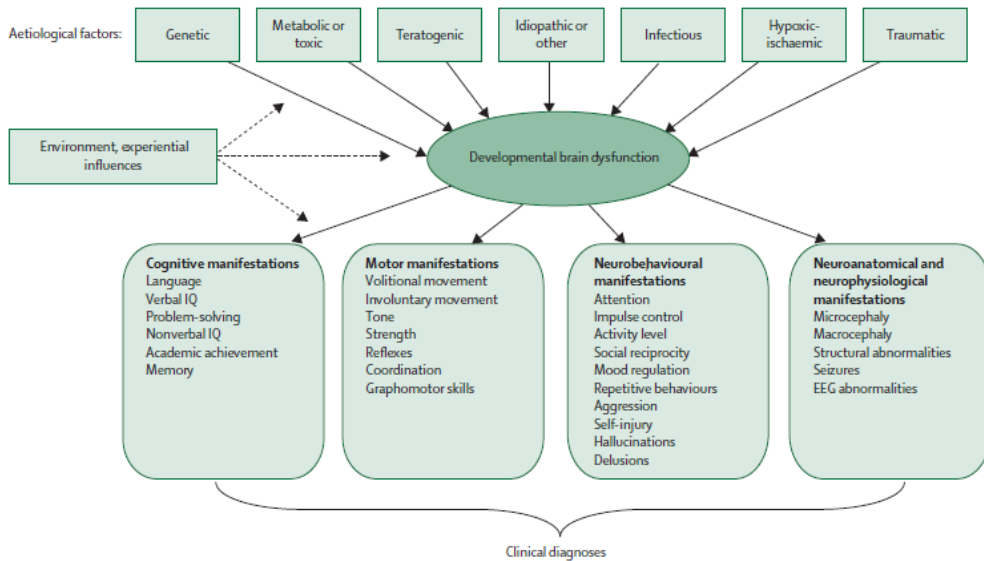 Aetiological factors:
Genetic
Metabolic or
toxic
Teratogenic
Idiopathic or
other
Infectious
Hypoxic-
ischaemic
Traumatic
Environment, experiential
influences
Developmental brain dysfunction
Cognitive manifestations
Language
Verbal IQ
Problem-solving
Nonverbal IQ
Academic achievement
Memory
Motor manifestations
Volitional movement
Involuntary movement
Tone
Strength
Reflexes
Coordination
Graphomotor skills
Neurobehavioural
manifestations
Attention
Impulse control
Activity level
Social reciprocity
Mood regulation
Repetitive behaviours
Aggression
Self-injury
Hallucinations
Delusions
Neuroanatomical and
neurophysiological
manifestations
Microcephaly
Macrocephaly
Structural abnormalities
Seizures
EEG abnormalities
Clinical diagnoses